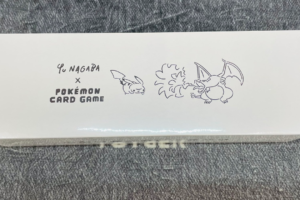 Yu NAGABA
×
POKÉMON
CARD GAME